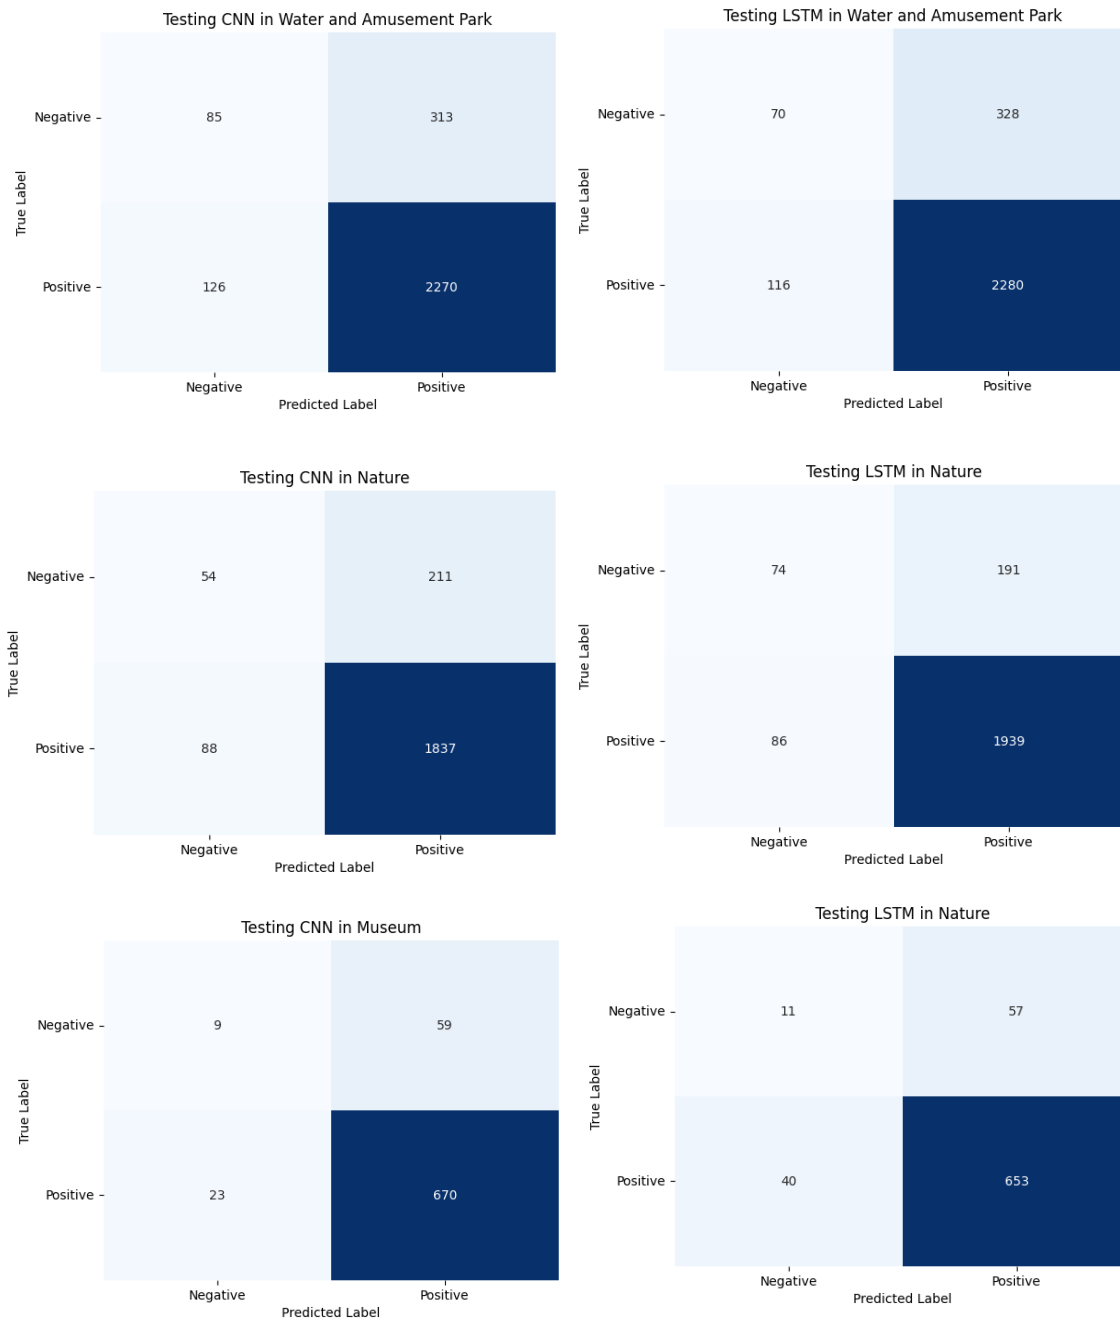 Testing CNN in Water and Amusement Park
Negative
85
313
True Label
Positive
126
2270
Negative
Positive
Predicted Label
Testing LSTM in Water and Amusement Park
Negative
70
328
True Label
Positive
116
2280
Negative
Positive
Predicted Label
Testing CNN in Nature
Negative
54
211
True Label
Positive
88
1837
Negative
Positive
Predicted Label
Testing LSTM in Nature
Negative
74
191
True Label
Positive
86
1939
Negative
Positive
Predicted Label
Testing CNN in Museum
Negative
9
59
True Label
Positive
23
670
Negative
Positive
Predicted Label
Testing LSTM in Nature
Negative
11
57
True Label
Positive
40
653
Negative
Positive
Predicted Label